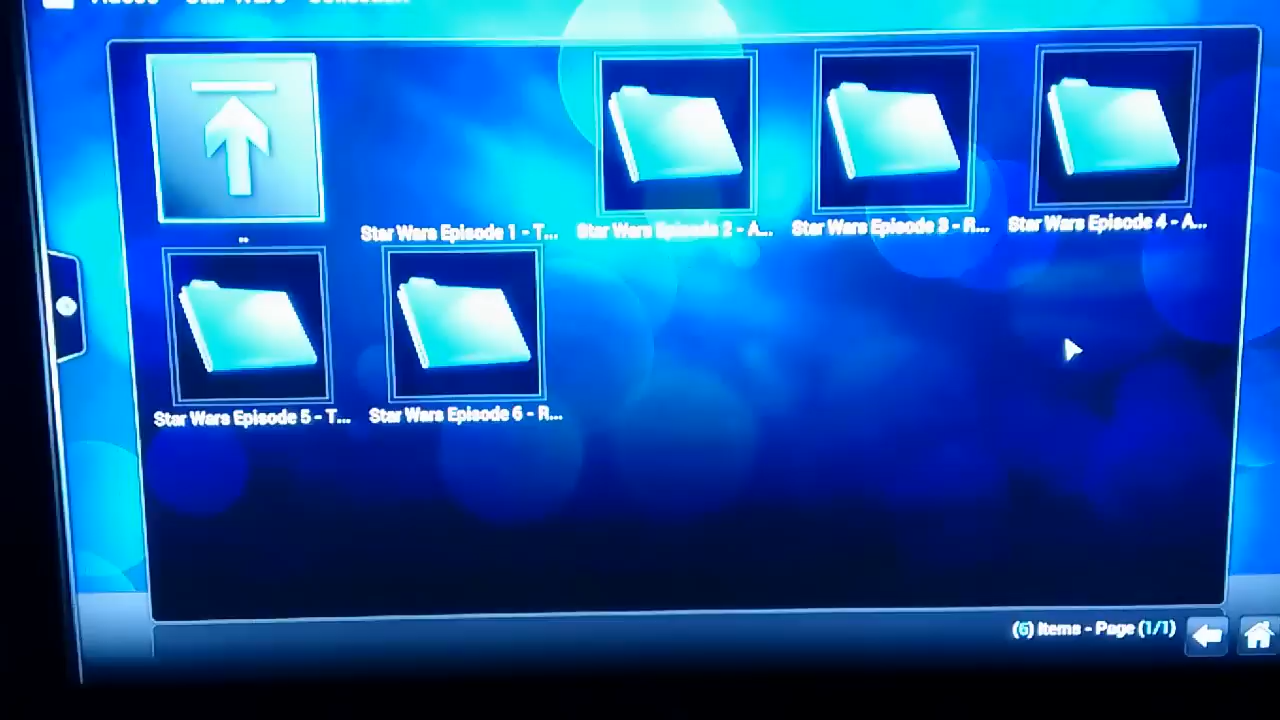 ..
Star Wars Episode 1 - T...
Star Wars Episode 2 - A...
Star Wars Episode 3 - R...
Star Wars Episode 4 - A...
Star Wars Episode 5 - T...
Star Wars Episode 6 - R...
(6) Items - Page (1/1)